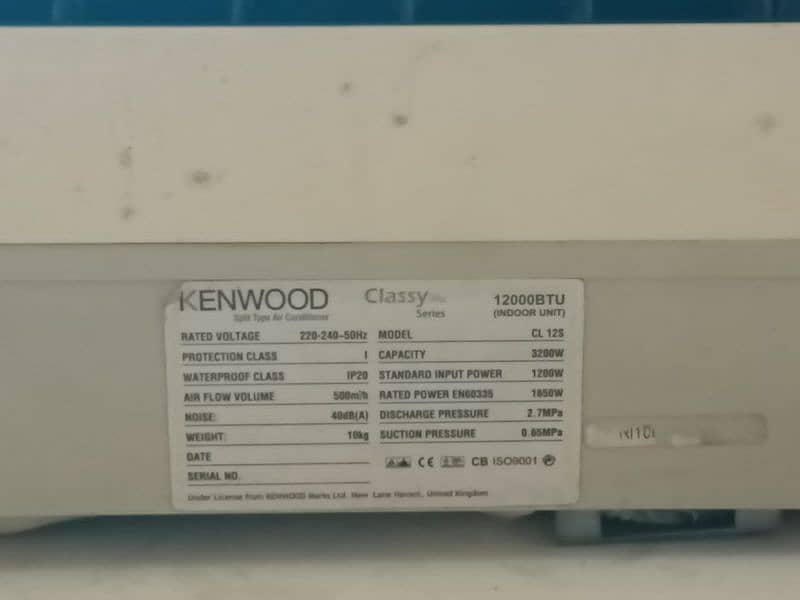 KENWOOD
Split Type Air Conditioner
Classy
Series
12000BTU
(INDOOR UNIT)
RATED VOLTAGE 220-240~50Hz
PROTECTION CLASS I
WATERPROOF CLASS IP20
AIR FLOW VOLUME 500m³/h
NOISE: 40dB(A)
WEIGHT: 10kg
DATE
SERIAL NO.
MODEL CL 12S
CAPACITY 3200W
STANDARD INPUT POWER 1200W
RATED POWER EN60335 1650W
DISCHARGE PRESSURE 2.7MPa
SUCTION PRESSURE 0.65MPa
CE CB ISO9001
Under License from KENWOOD Marks Ltd. New Lane Havant, United Kingdom